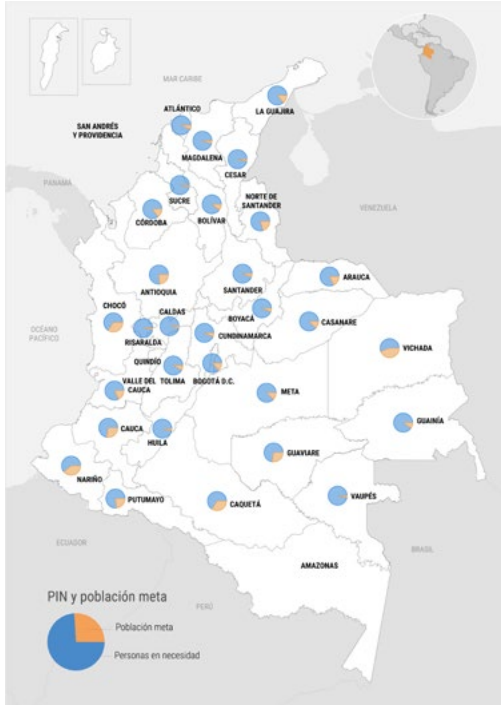 MAR CARIBE
ATLÁNTICO
LA GUAJIRA
SAN ANDRÉS
Y PROVIDENCIA
MAGDALENA
CESAR
PANAMÁ
SUCRE
NORTE DE
SANTANDER
VENEZUELA
CÓRDOBA
BOLÍVAR
ANTIOQUIA
SANTANDER
ARAUCA
CHOCÓ
CALDAS
BOYACÁ
CASANARE
OCÉANO
PACÍFICO
RISARALDA
CUNDINAMARCA
VICHADA
QUINDÍO
VALLE DEL
CAUCA
TOLIMA
BOGOTÁ D.C.
META
GUAINÍA
CAUCA
HUILA
GUAVIARE
NARIÑO
PUTUMAYO
CAQUETÁ
VAUPÉS
ECUADOR
BRASIL
AMAZONAS
PERÚ
PIN y población meta
Población meta
Personas en necesidad